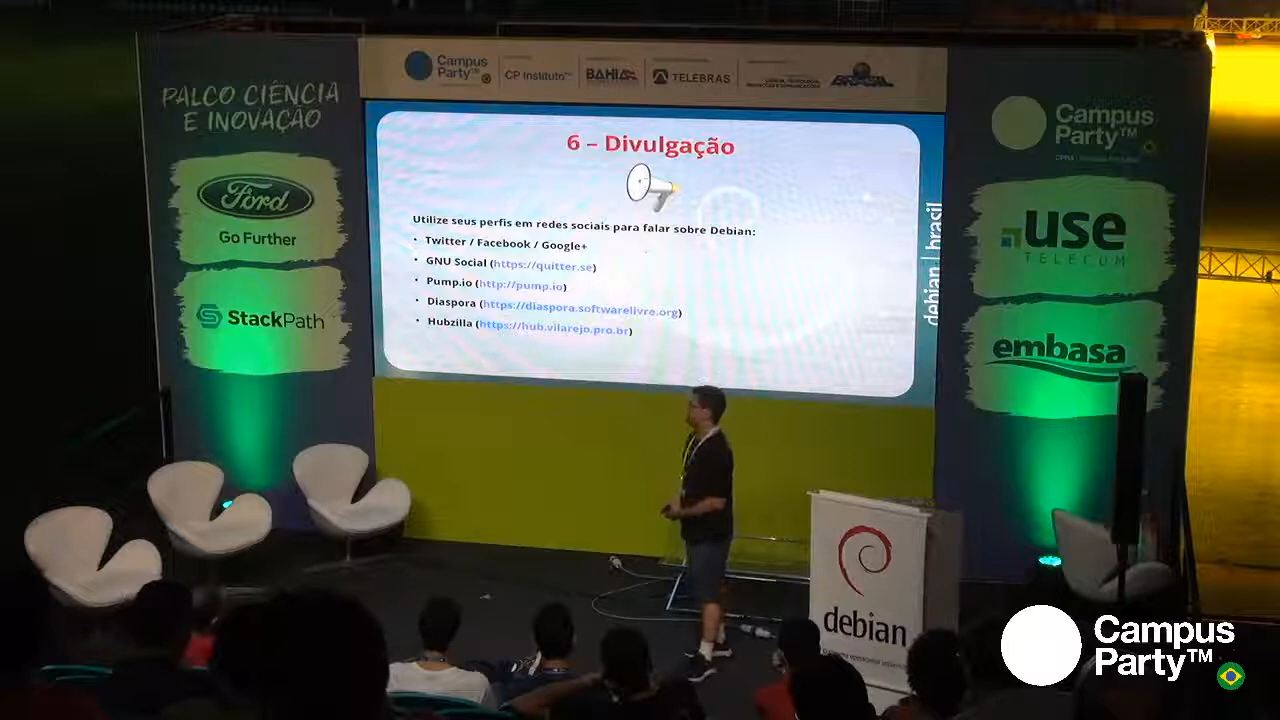 PALCO CIÊNCIA
E INOVAÇÃO
Ford
Go Further
StackPath
Campus
Party™
CP Instituto™
BAHIA
TELEBRAS
BRASIL
6 – Divulgação
Utilize seus perfis em redes sociais para falar sobre Debian:
• Twitter / Facebook / Google+
• GNU Social (https://quitter.se)
• Pump.io (http://pump.io)
• Diaspora (https://diaspora.softwarelivre.org)
• Hubzilla (https://hub.vilarejo.pro.br)
debian | brasil
Campus
Party™
use
TELECOM
embasa
debian
Campus
Party™